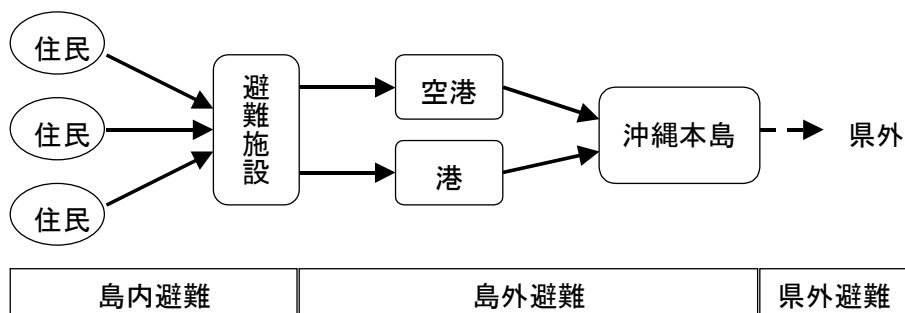 住民
住民
住民
避難施設
空港
港
沖縄本島
県外
島内避難
島外避難
県外避難